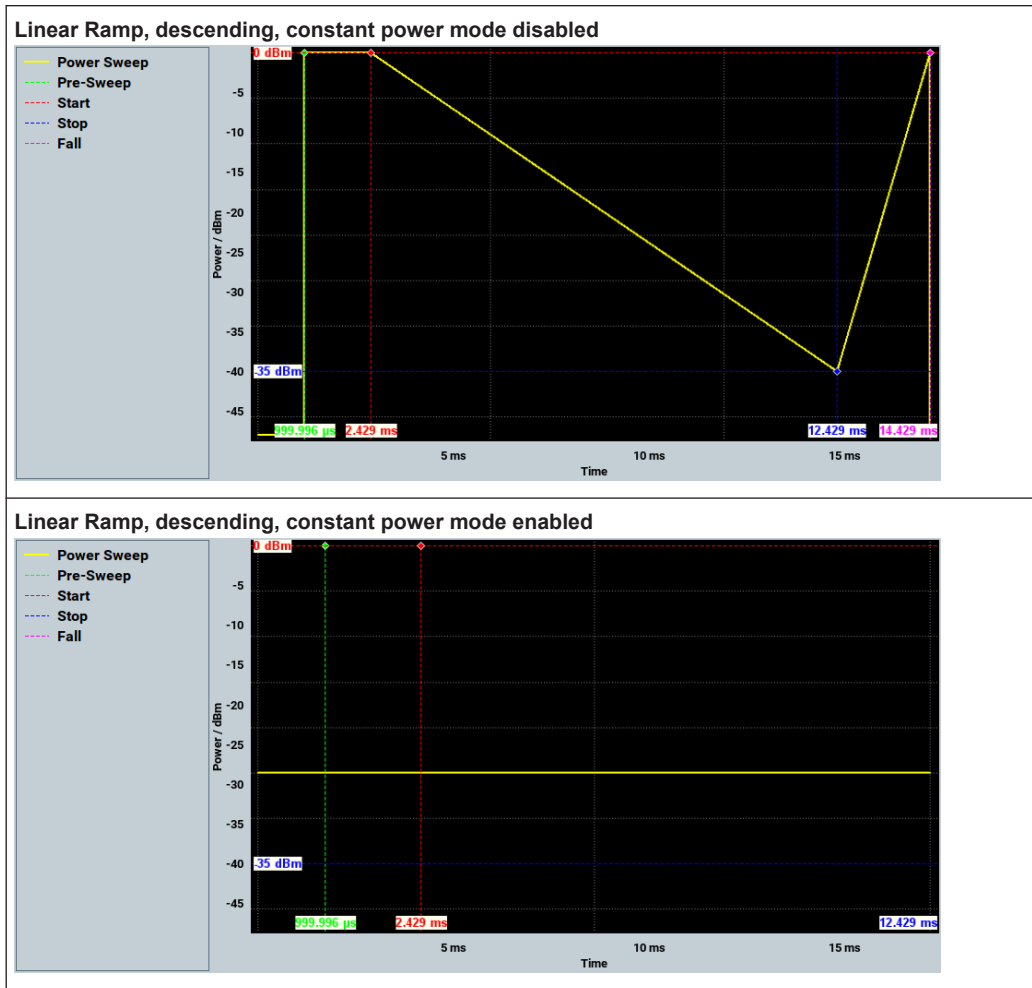 Linear Ramp, descending, constant power mode disabled
Power Sweep
Pre-Sweep
Start
Stop
Fall
Power / dBm
0 dBm
-5
-10
-15
-20
-25
-30
-35
-40
-35 dBm
-45
999.996 µs
2.429 ms
12.429 ms
14.429 ms
5 ms
10 ms
15 ms
Time
Linear Ramp, descending, constant power mode enabled
Power Sweep
Pre-Sweep
Start
Stop
Fall
Power / dBm
0 dBm
-5
-10
-15
-20
-25
-30
-35
-40
-35 dBm
-45
999.996 µs
2.429 ms
12.429 ms
5 ms
10 ms
15 ms
Time